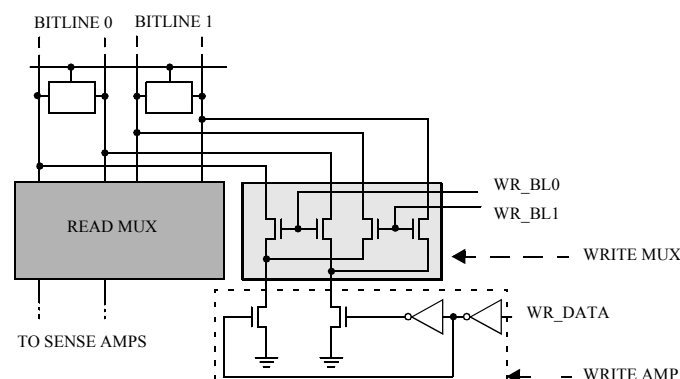 BITLINE 0 BITLINE 1
WR_BL0
WR_BL1
READ MUX
WRITE MUX
WR_DATA
TO SENSE AMPS
WRITE AMP